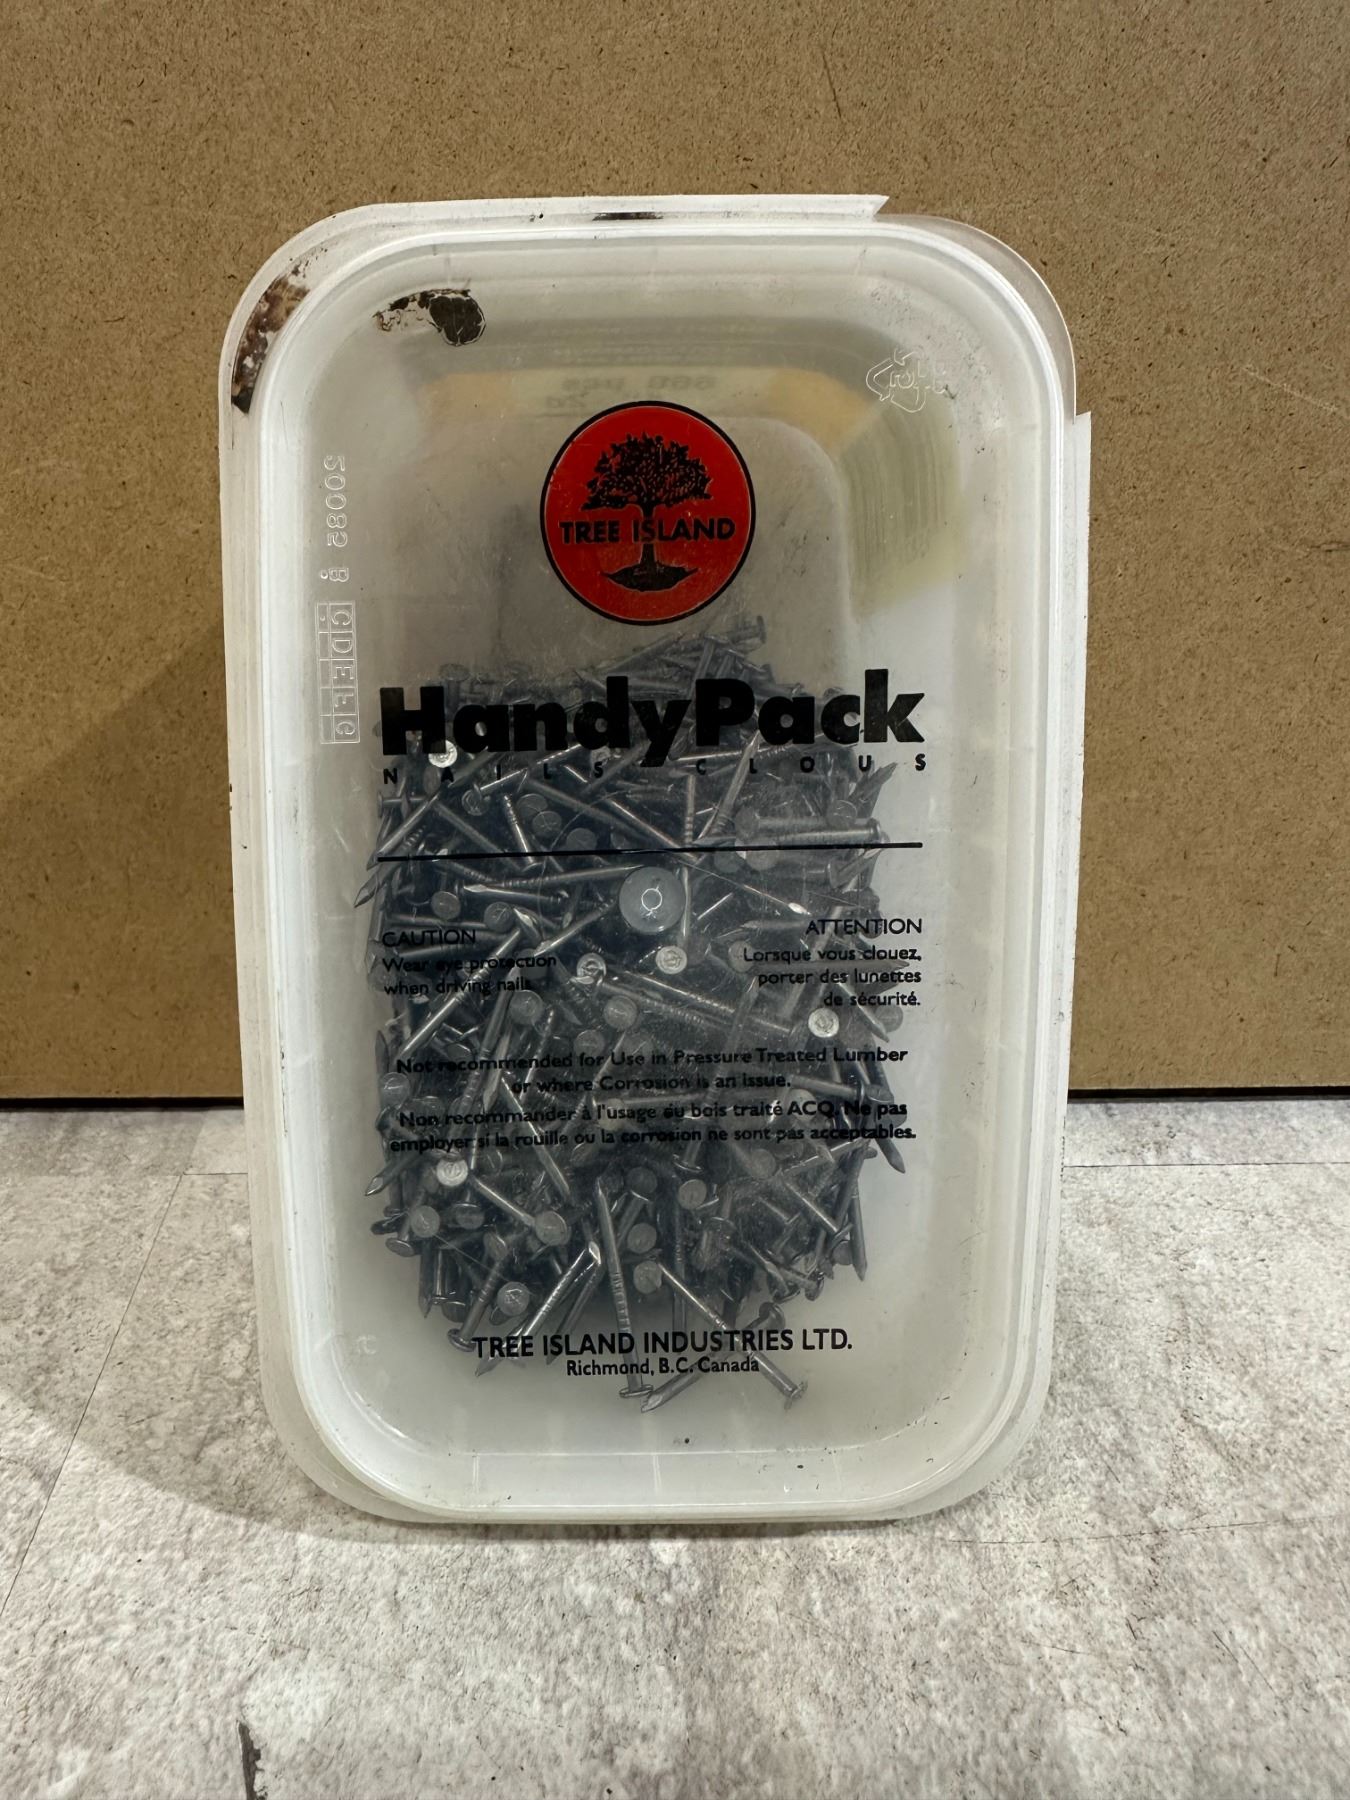 TREE ISLAND
HandyPack
NAILS CLOUS
CAUTION
Wear eye protection
when driving nails.
ATTENTION
Lorsque vous clouez,
porter des lunettes
de sécurité.
Not recommended for Use in Pressure Treated Lumber
or where Corrosion is an issue.
Non recommander à l'usage du bois traité ACQ. Ne pas
employer si la rouille ou la corrosion ne sont pas acceptables.
TREE ISLAND INDUSTRIES LTD.
Richmond, B.C. Canada